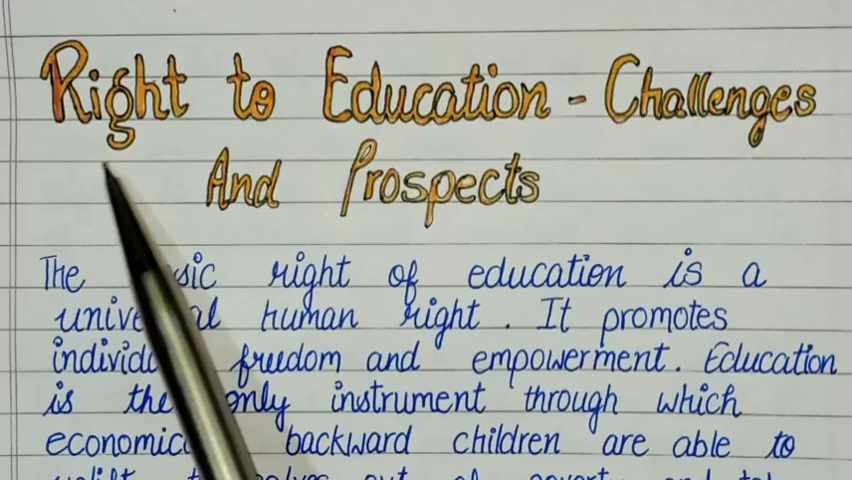 Right to Education - Challenges
And Prospects
The right of education is a
human right. It promotes
freedom and empowerment. Education
is the only instrument through which
backward children are able to